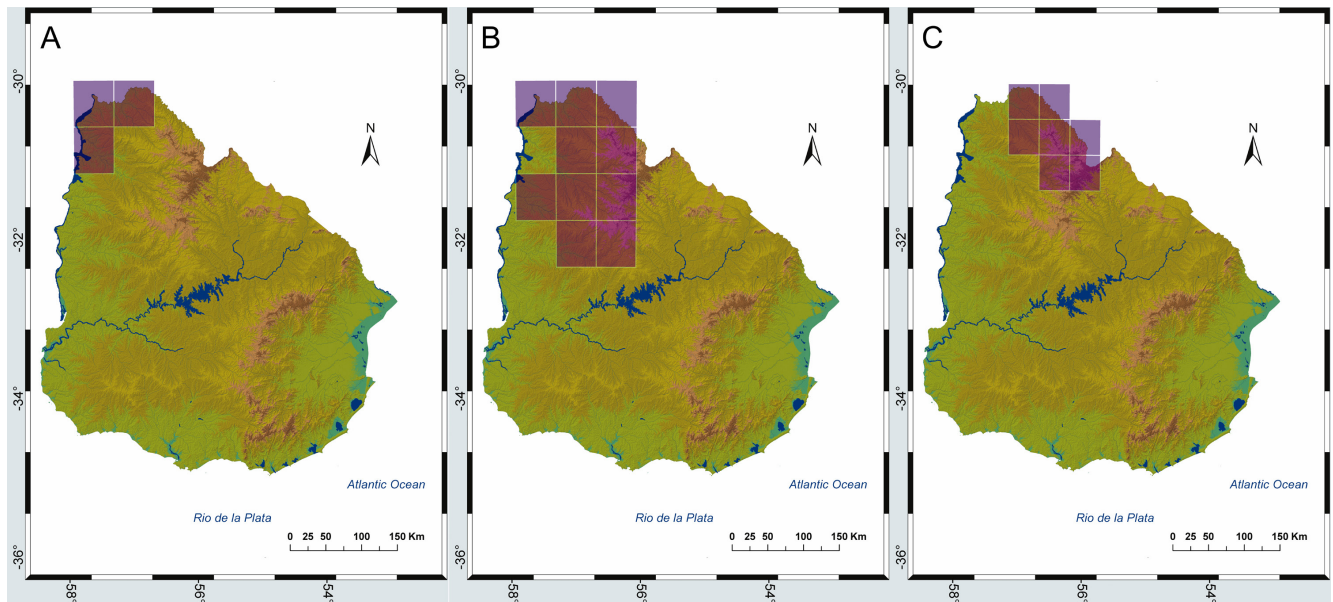 A
-30°
-32°
-34°
-36°
N
Atlantic Ocean
Rio de la Plata
0 25 50 100 150 Km
-58° -56° -54°
B
-30°
-32°
-34°
-36°
N
Atlantic Ocean
Rio de la Plata
0 25 50 100 150 Km
-58° -56° -54°
C
-30°
-32°
-34°
-36°
N
Atlantic Ocean
Rio de la Plata
0 25 50 100 150 Km
-58° -56° -54°